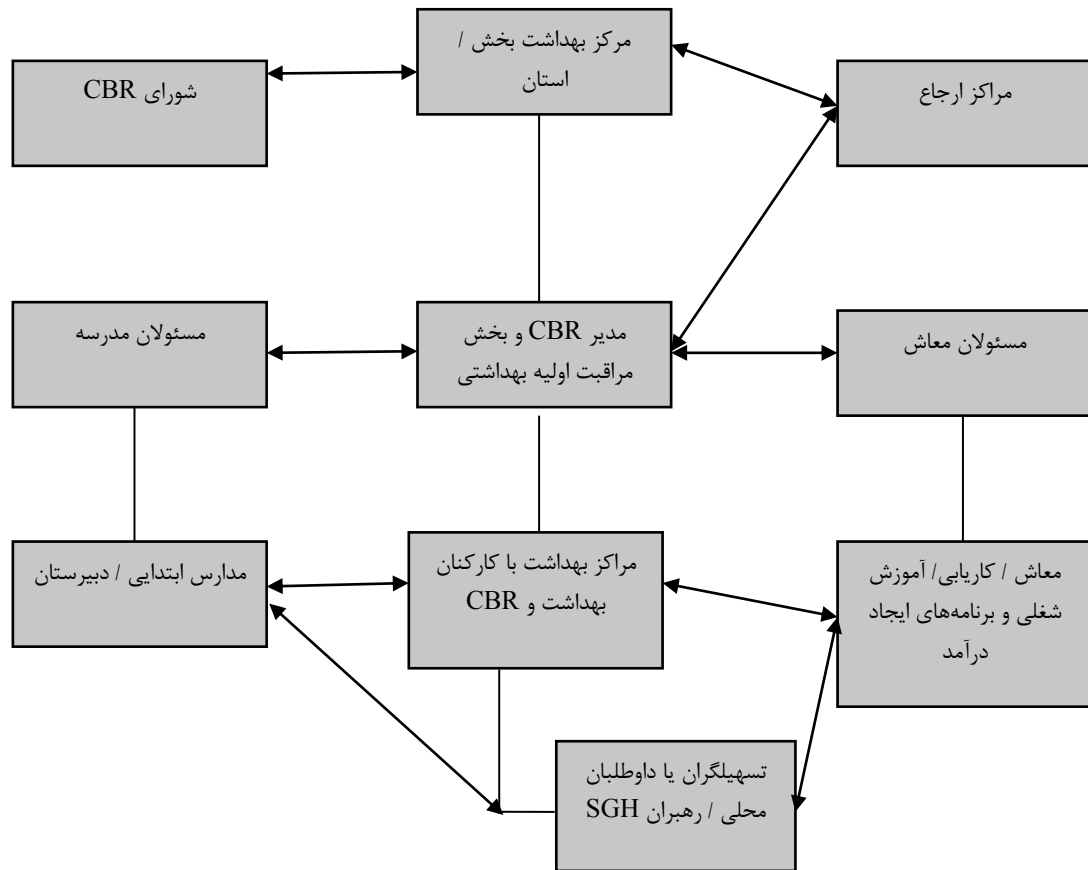 مرکز بهداشت بخش /
استان
شورای CBR
مراکز ارجاع
مسئولان مدرسه
مدیر CBR و بخش
مراقبت اولیه بهداشتی
مسئولان معاش
مدارس ابتدایی / دبیرستان
مراکز بهداشت با کارکنان
بهداشت و CBR
معاش / کاریابی/ آموزش
شغلی و برنامه‌های ایجاد
درآمد
تسهیلگران یا داوطلبان
محلی / رهبران SGH